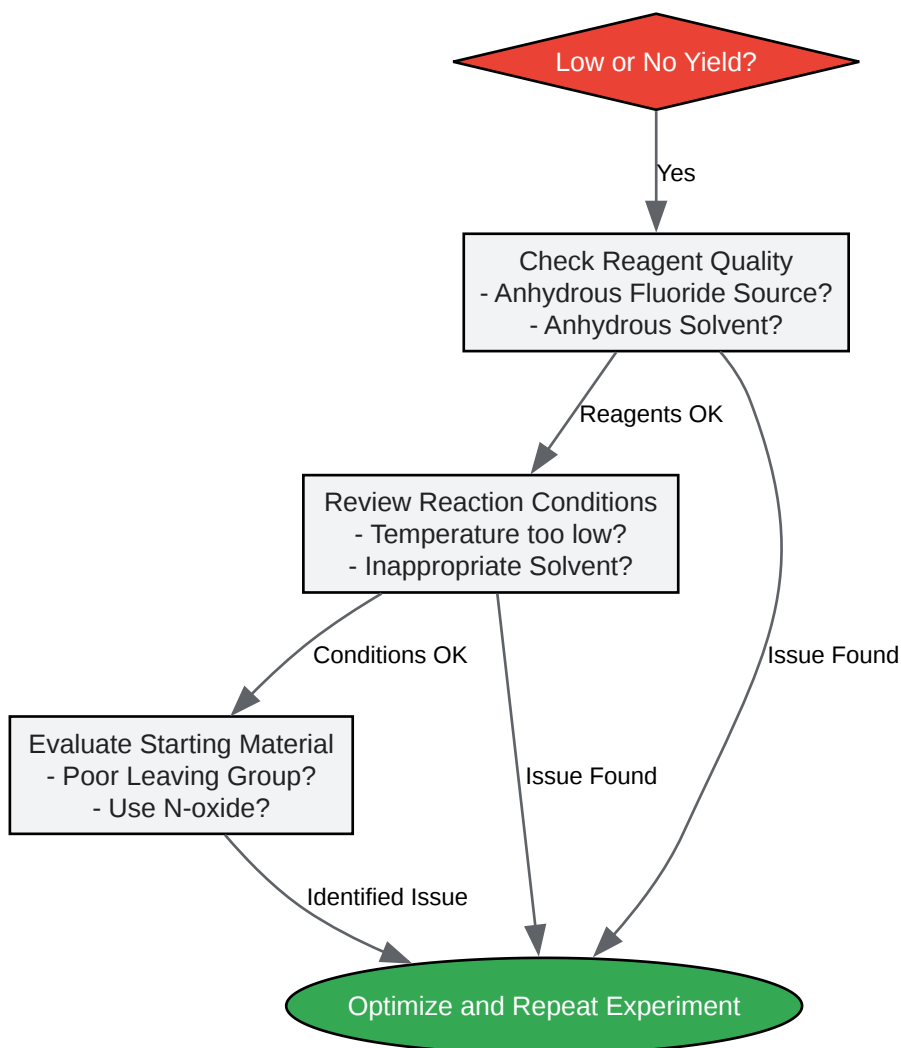 Low or No Yield?
Yes
Check Reagent Quality
- Anhydrous Fluoride Source?
- Anhydrous Solvent?
Reagents OK
Review Reaction Conditions
- Temperature too low?
- Inappropriate Solvent?
Conditions OK
Issue Found
Evaluate Starting Material
- Poor Leaving Group?
- Use N-oxide?
Issue Found
Identified Issue
Optimize and Repeat Experiment